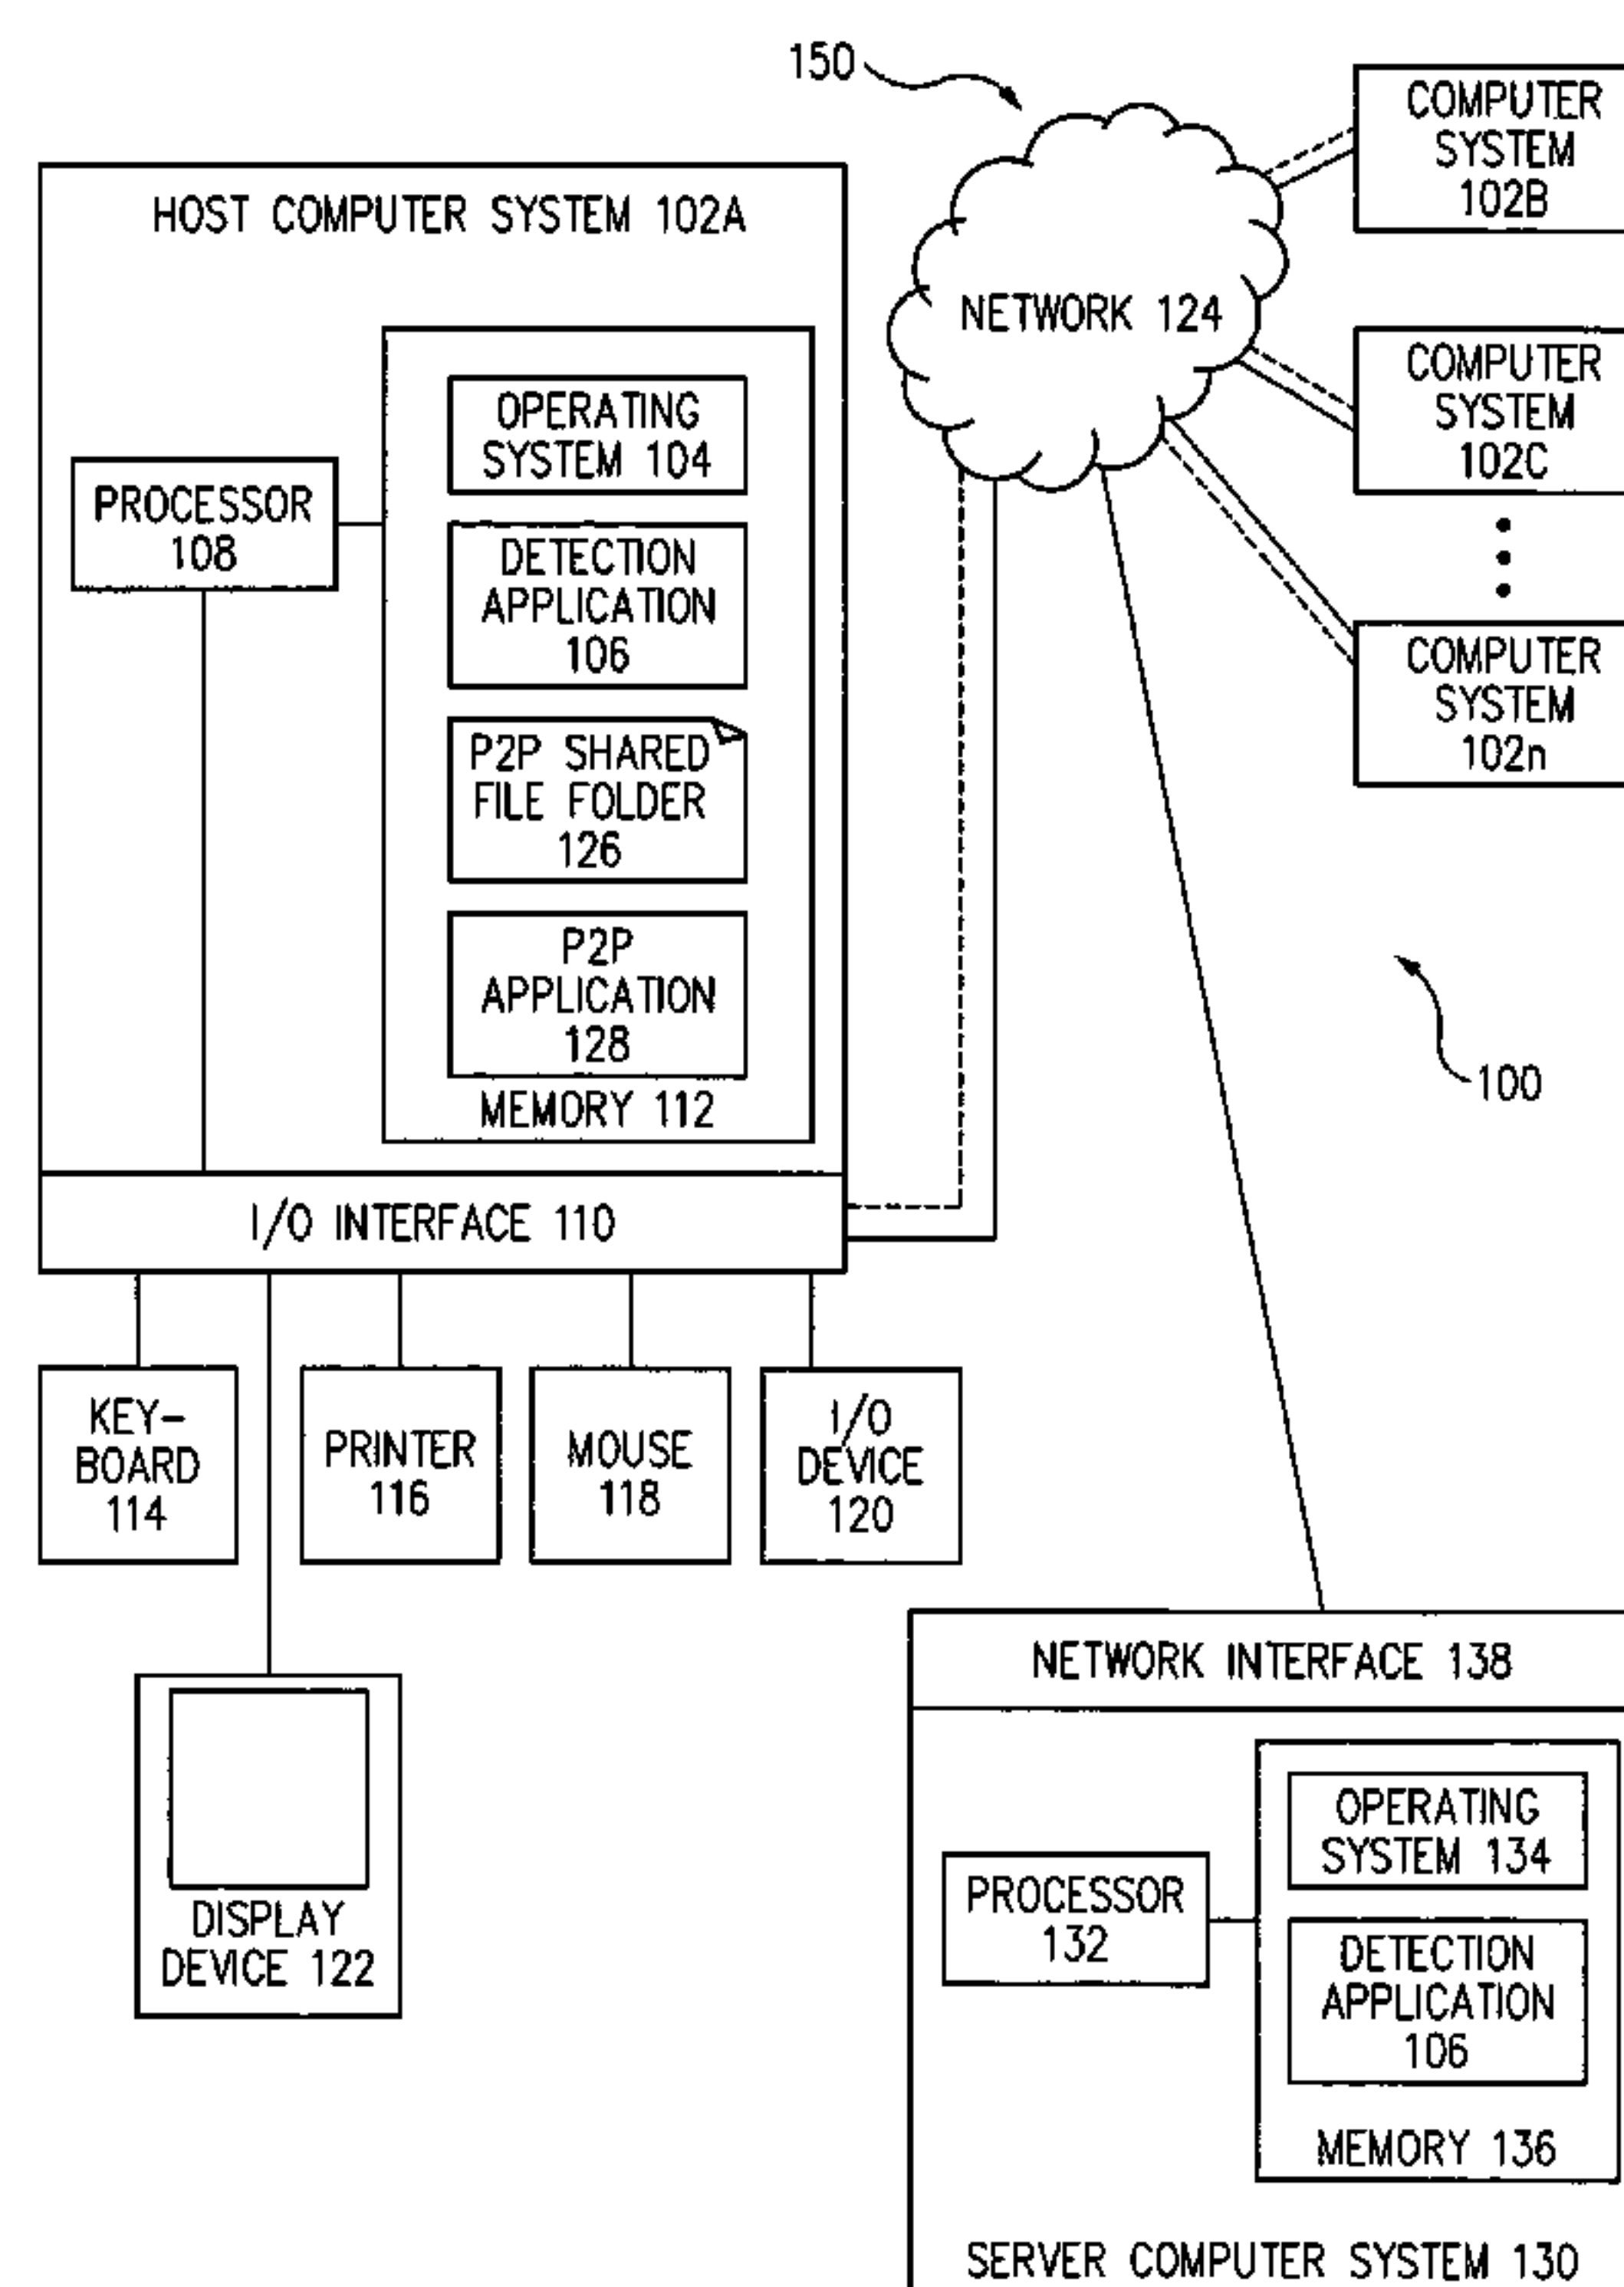 150
COMPUTER
SYSTEM
102B
HOST COMPUTER SYSTEM 102A
NETWORK 124
COMPUTER
SYSTEM
102C
OPERATING
SYSTEM 104
PROCESSOR
108
DETECTION
APPLICATION
106
COMPUTER
SYSTEM
102n
P2P SHARED
FILE FOLDER
126
P2P
APPLICATION
128
MEMORY 112
100
I/O INTERFACE 110
KEY-
BOARD
114
PRINTER
116
MOUSE
118
I/O
DEVICE
120
DISPLAY
DEVICE 122
NETWORK INTERFACE 138
OPERATING
SYSTEM 134
PROCESSOR
132
DETECTION
APPLICATION
106
MEMORY 136
SERVER COMPUTER SYSTEM 130